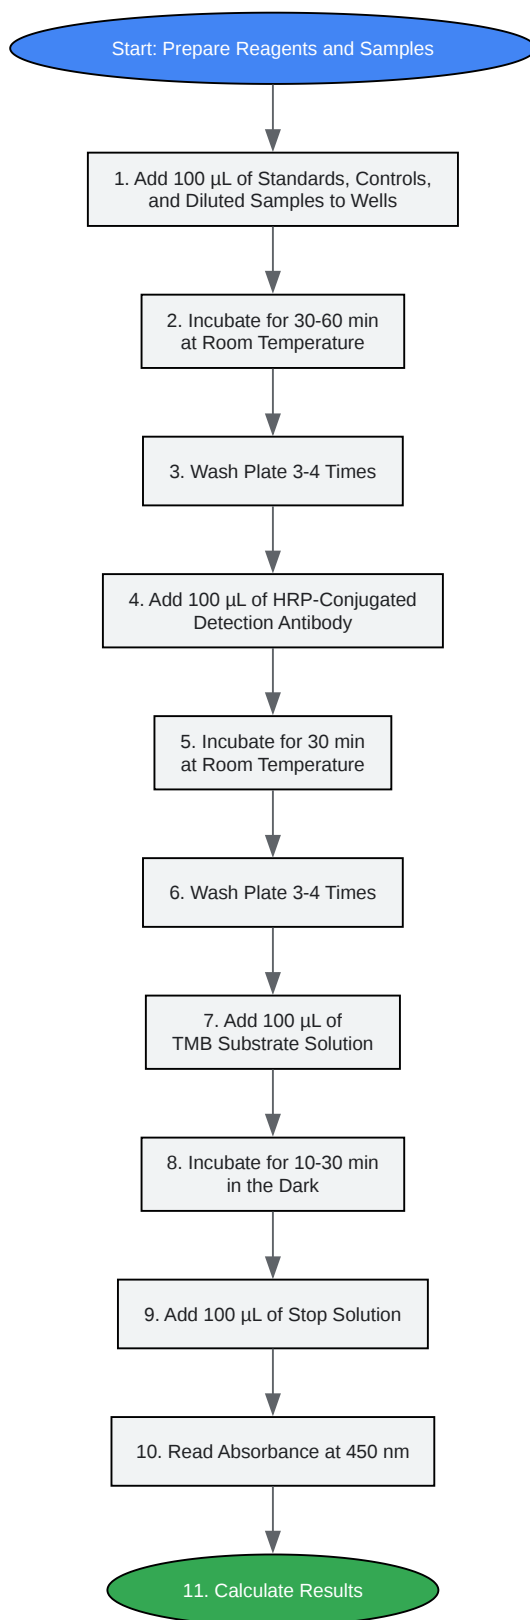 Start: Prepare Reagents and Samples
1. Add 100 µL of Standards, Controls,
and Diluted Samples to Wells
2. Incubate for 30-60 min
at Room Temperature
3. Wash Plate 3-4 Times
4. Add 100 µL of HRP-Conjugated
Detection Antibody
5. Incubate for 30 min
at Room Temperature
6. Wash Plate 3-4 Times
7. Add 100 µL of
TMB Substrate Solution
8. Incubate for 10-30 min
in the Dark
9. Add 100 µL of Stop Solution
10. Read Absorbance at 450 nm
11. Calculate Results